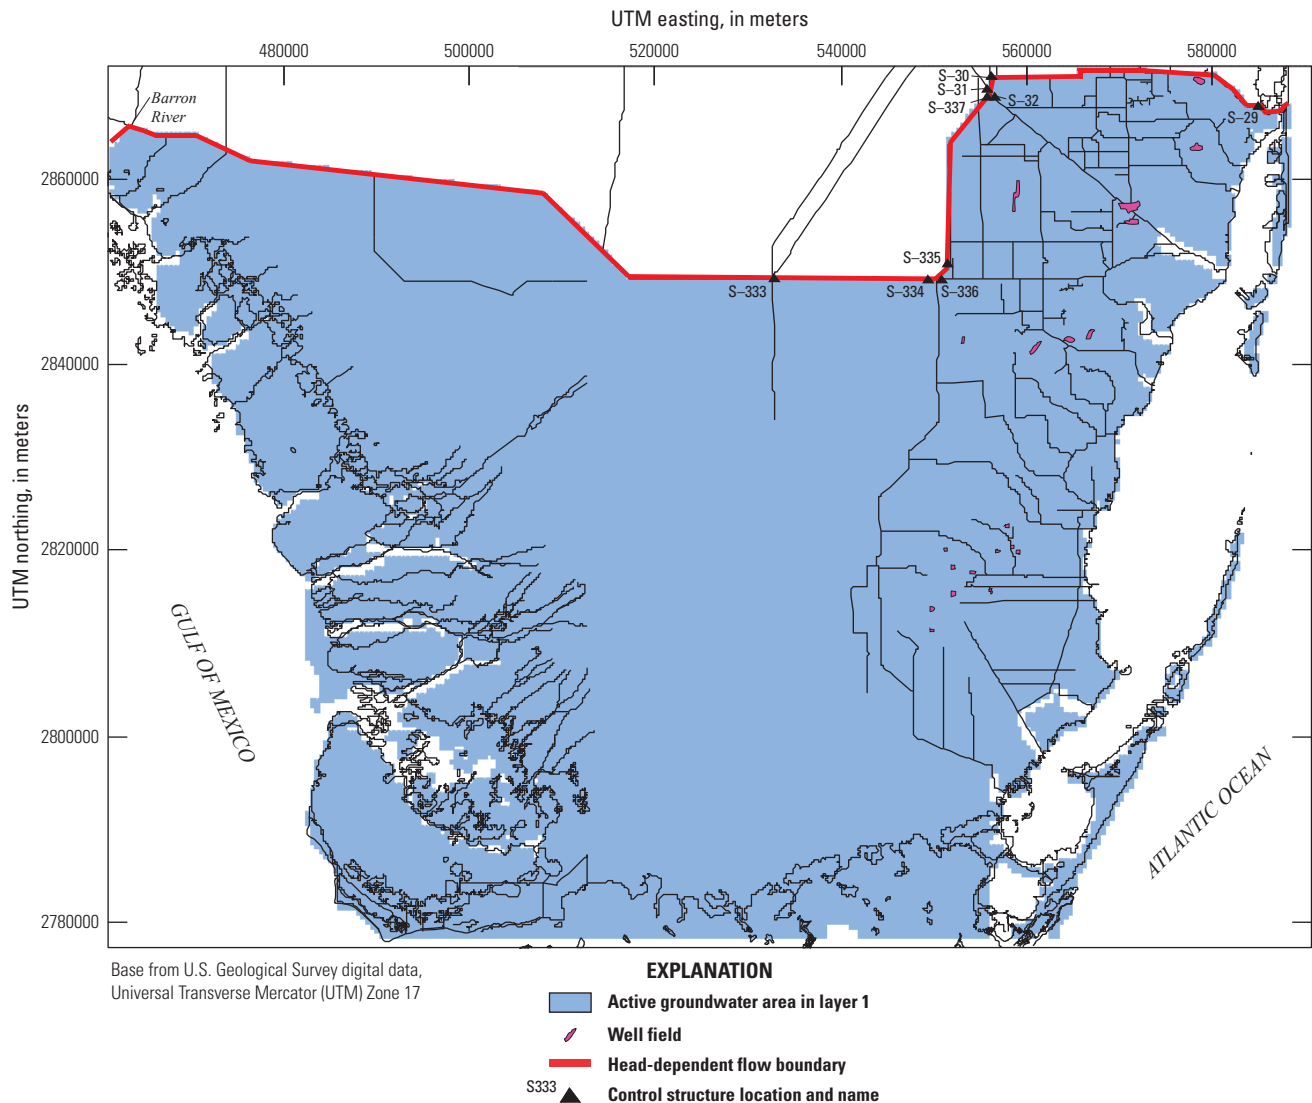 UTM easting, in meters
480000
500000
520000
540000
560000
580000
S–30
S–31
S–337
S–32
S–29
Barron
River
2860000
S–335
S–333
S–334
S–336
2840000
UTM northing, in meters
2820000
GULF OF MEXICO
2800000
ATLANTIC OCEAN
2780000
Base from U.S. Geological Survey digital data,
Universal Transverse Mercator (UTM) Zone 17
EXPLANATION
Active groundwater area in layer 1
Well field
Head-dependent flow boundary
S333
Control structure location and name